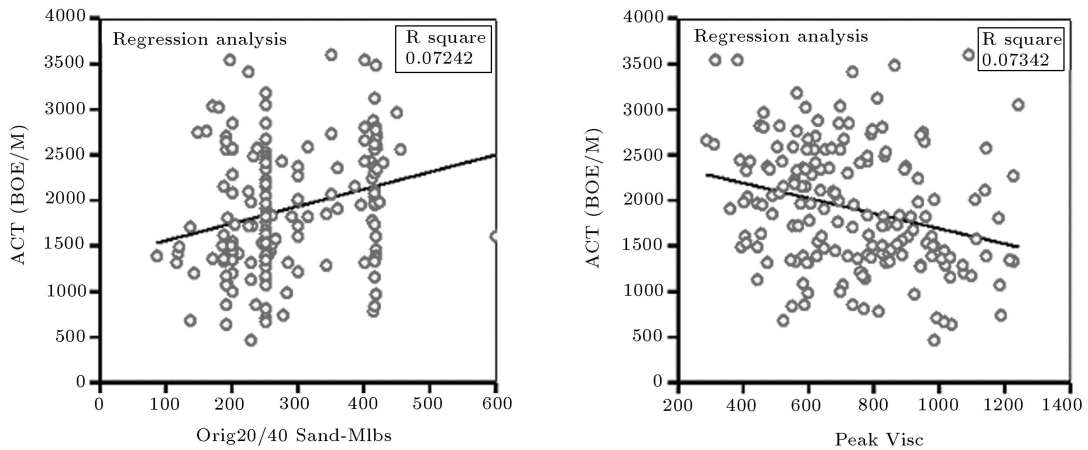 4000
3500
3000
2500
2000
1500
1000
500
0
ACT (BOE/M)
Regression analysis
R square
0.07242
0 100 200 300 400 500 600
Orig20/40 Sand-Mlbs
4000
3500
3000
2500
2000
1500
1000
500
0
ACT (BOE/M)
Regression analysis
R square
0.07342
200 400 600 800 1000 1200 1400
Peak Visc